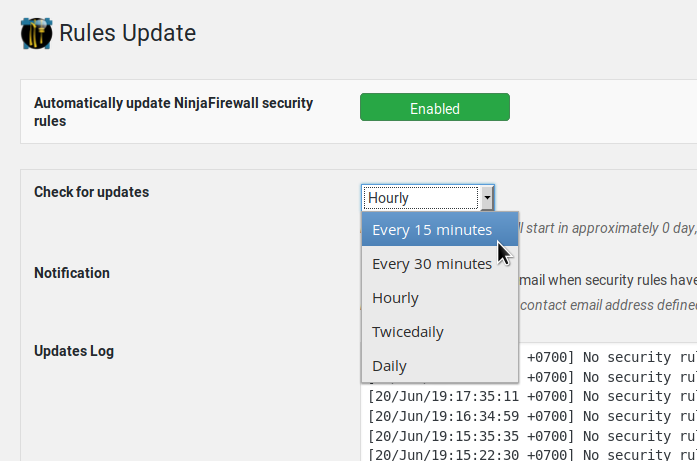 Rules Update
Automatically update NinjaFirewall security
rules
Enabled
Check for updates
Hourly
Every 15 minutes
Every 30 minutes
Hourly
Twicedaily
Daily
ll start in approximately 0 day,
Notification
mail when security rules have
contact email address define
Updates Log
+0700] No security ru
+0700] No security ru
[20/Jun/19:17:35:11 +0700] No security ru
[20/Jun/19:16:34:59 +0700] No security ru
[20/Jun/19:15:35:35 +0700] No security ru
[20/Jun/19:15:22:30 +0700] No security ru